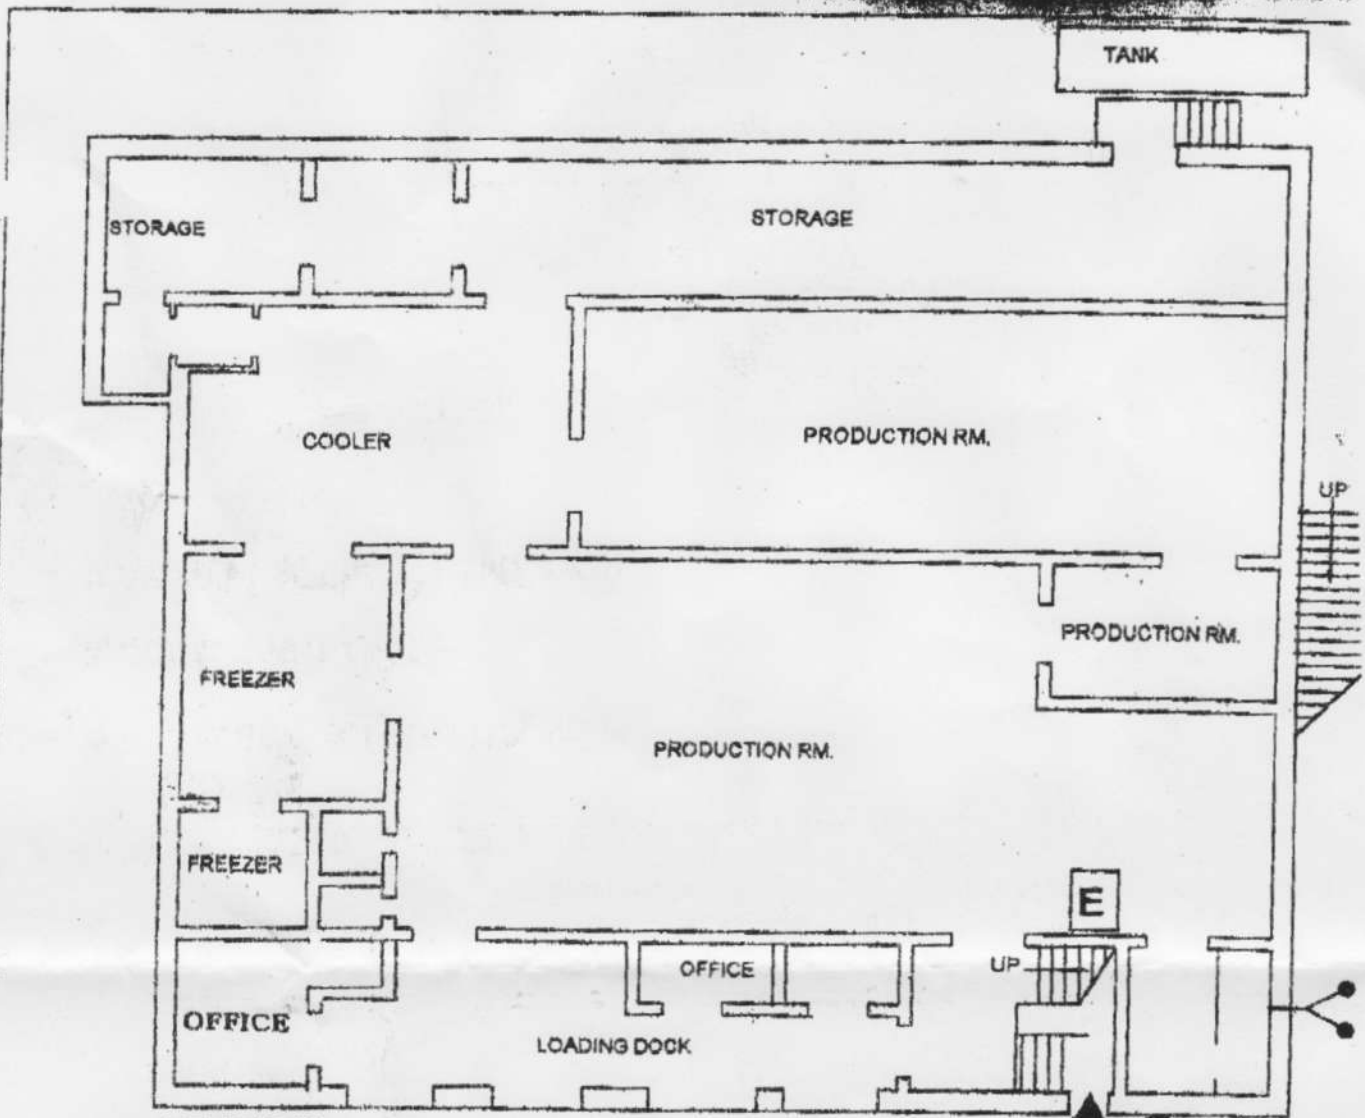 TANK
STORAGE
STORAGE
COOLER
PRODUCTION RM.
UP
PRODUCTION RM.
FREEZER
PRODUCTION RM.
FREEZER
E
OFFICE
UP
OFFICE
LOADING DOCK